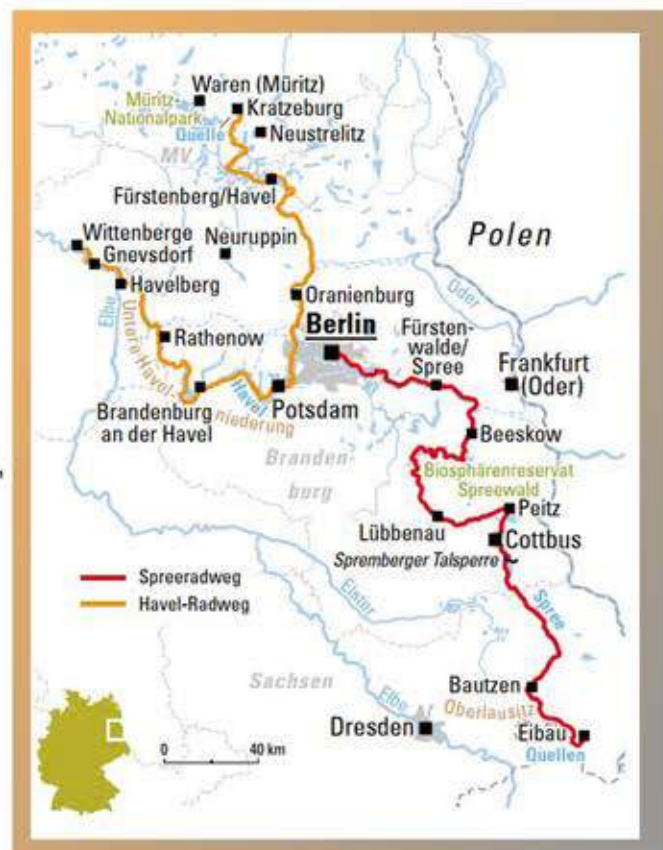 Waren (Müritz)
Müritz-
Nationalpark
Kratzeburg
Quelle
Neustrelitz
MV
Fürstenberg/Havel
Wittenberge
Gnevsdorf
Neuruppin
Polen
Havelberg
Oder
Oranienburg
Elbe
Untere Havel-
niederung
Berlin
Fürsten-
walde/
Spree
Rathenow
Frankfurt
(Oder)
Havel
Potsdam
Brandenburg
an der Havel
Beeskow
Branden-
burg
Biosphärenreservat
Spreewald
Peitz
Lübbenau
Cottbus
Spremberger Talsperre
Spreeradweg
Havel-Radweg
Elster
Spree
Sachsen
Bautzen
Oberlausitz
Elbe
Dresden
Eibau
Quellen
0 40 km